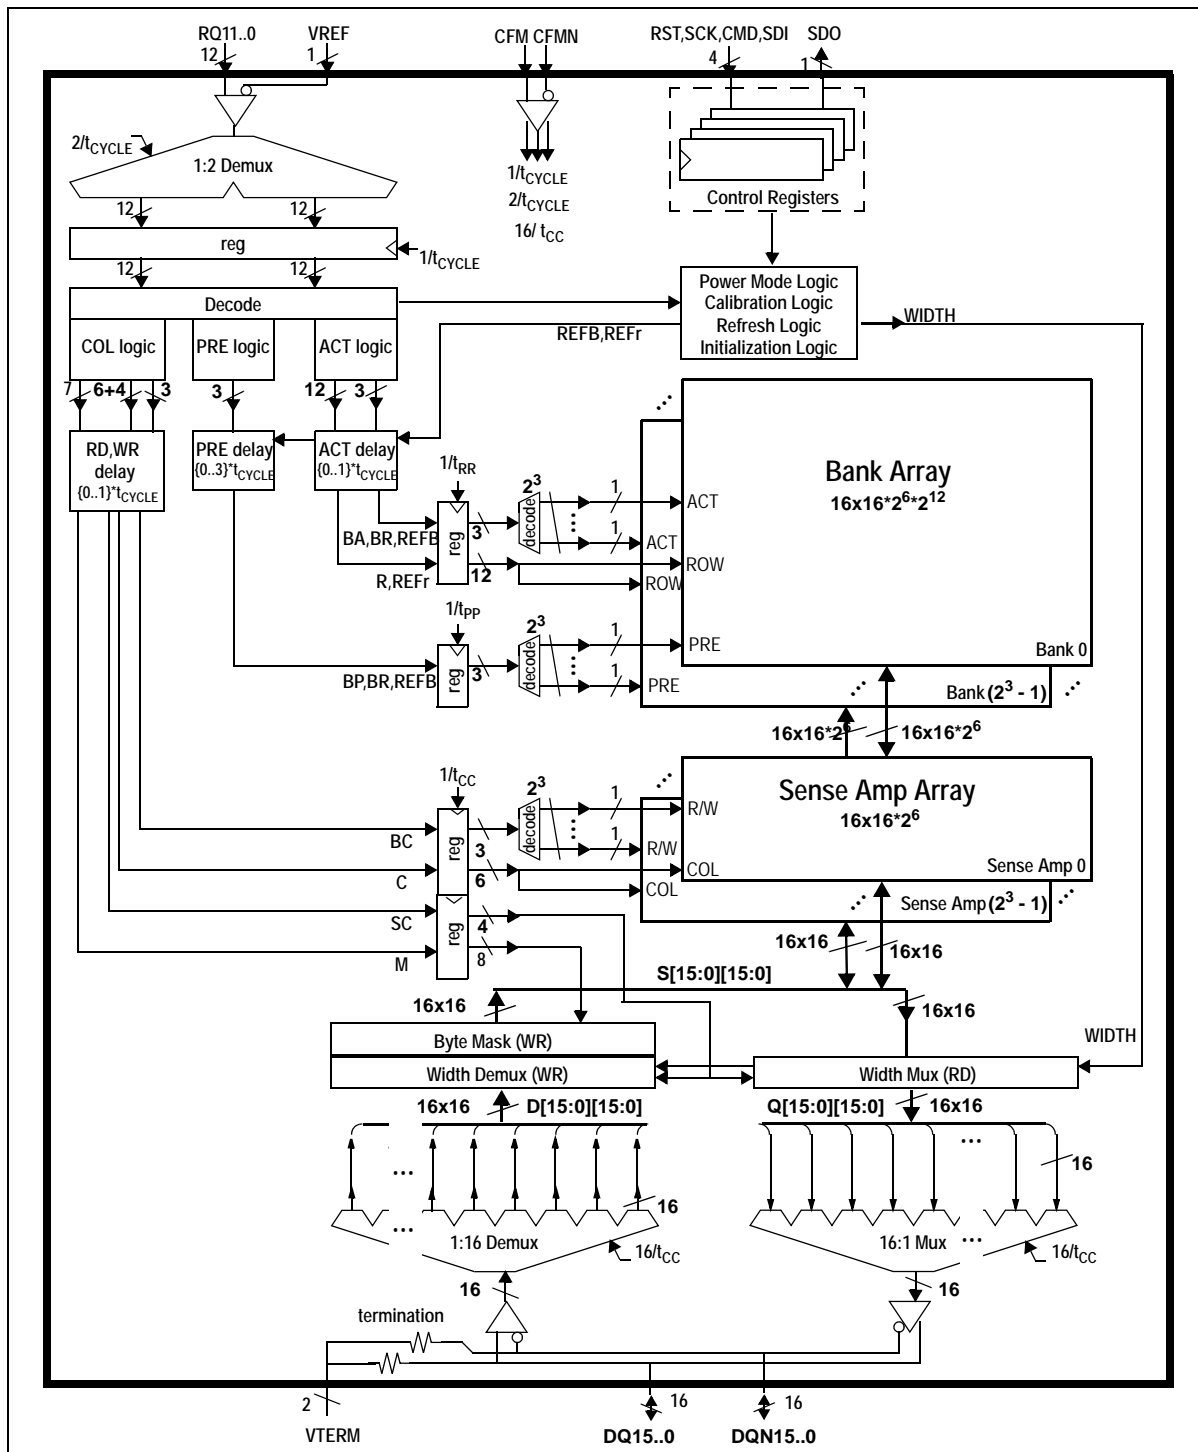 RQ11..0 VREF CFM CFMN RST,SCK,CMD,SDI SDO
12 1 4 1
2/tCYCLE
1:2 Demux
1/tCYCLE
2/tCYCLE
16/ tCC
Control Registers
12 12
reg
1/tCYCLE
12 12
Decode
Power Mode Logic
Calibration Logic
Refresh Logic
Initialization Logic
WIDTH
REFB,REFr
COL logic PRE logic ACT logic
7 6+4 3 3 12 3
RD,WR
delay
{0..1}*tCYCLE
PRE delay
{0..3}*tCYCLE
ACT delay
{0..1}*tCYCLE
1/tRR
2^3
1
Bank Array
16x16*2^6*2^12
reg
3
decode
ACT
1
ACT
BA,BR,REFB
12
ROW
R,REFr
ROW
1/tPP
2^3
1
reg
3
decode
PRE
Bank 0
1
PRE
BP,BR,REFB
Bank (2^3 - 1)
16x16*2^6 16x16*2^6
1/tCC
2^3
1
Sense Amp Array
16x16*2^6
reg
decode
R/W
BC
3
1
R/W
C
6
COL
Sense Amp 0
COL
Sense Amp (2^3 - 1)
SC
reg
4
M
8
16x16 16x16
S[15:0][15:0]
16x16 16x16
Byte Mask (WR)
WIDTH
Width Demux (WR) Width Mux (RD)
16x16 D[15:0][15:0] Q[15:0][15:0] 16x16
... ...
16 16
... ...
1:16 Demux 16:1 Mux
16/tCC 16/tCC
16 16
termination
2 16 16
VTERM DQ15..0 DQN15..0